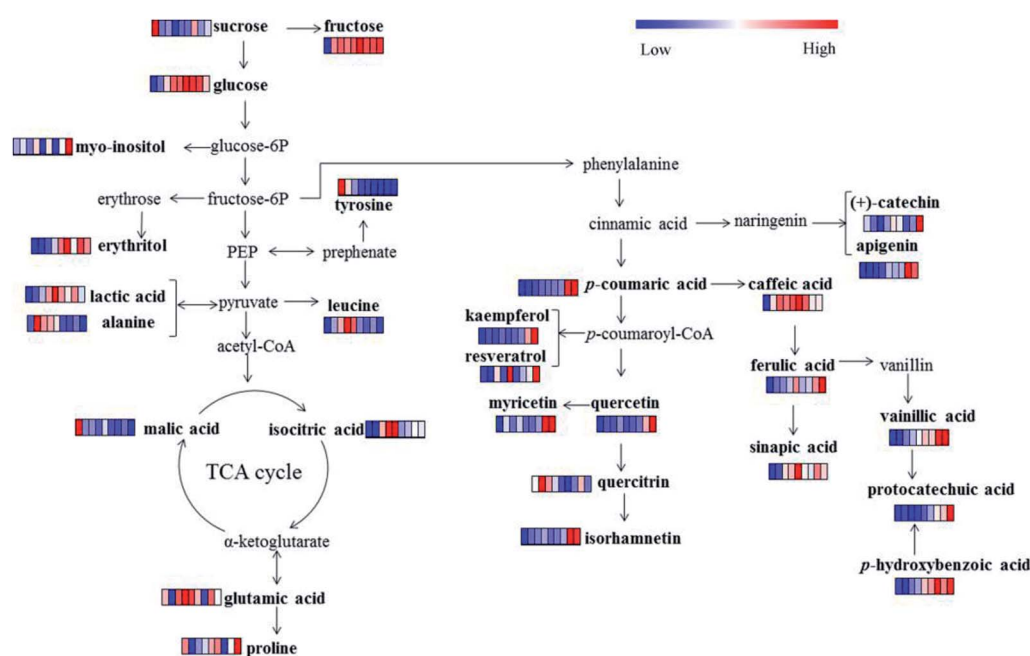 sucrose
fructose
Low
High
glucose
myo-inositol
glucose-6P
phenylalanine
erythrose
fructose-6P
tyrosine
cinnamic acid
naringenin
(+)-catechin
erythritol
PEP
prephenate
apigenin
lactic acid
alanine
pyruvate
leucine
p-coumaric acid
caffeic acid
acetyl-CoA
kaempferol
resveratrol
p-coumaroyl-CoA
ferulic acid
vanillin
malic acid
isocitric acid
myricetin
quercetin
vainillic acid
sinapic acid
TCA cycle
quercitrin
protocatechuic acid
α-ketoglutarate
isorhamnetin
p-hydroxybenzoic acid
glutamic acid
proline